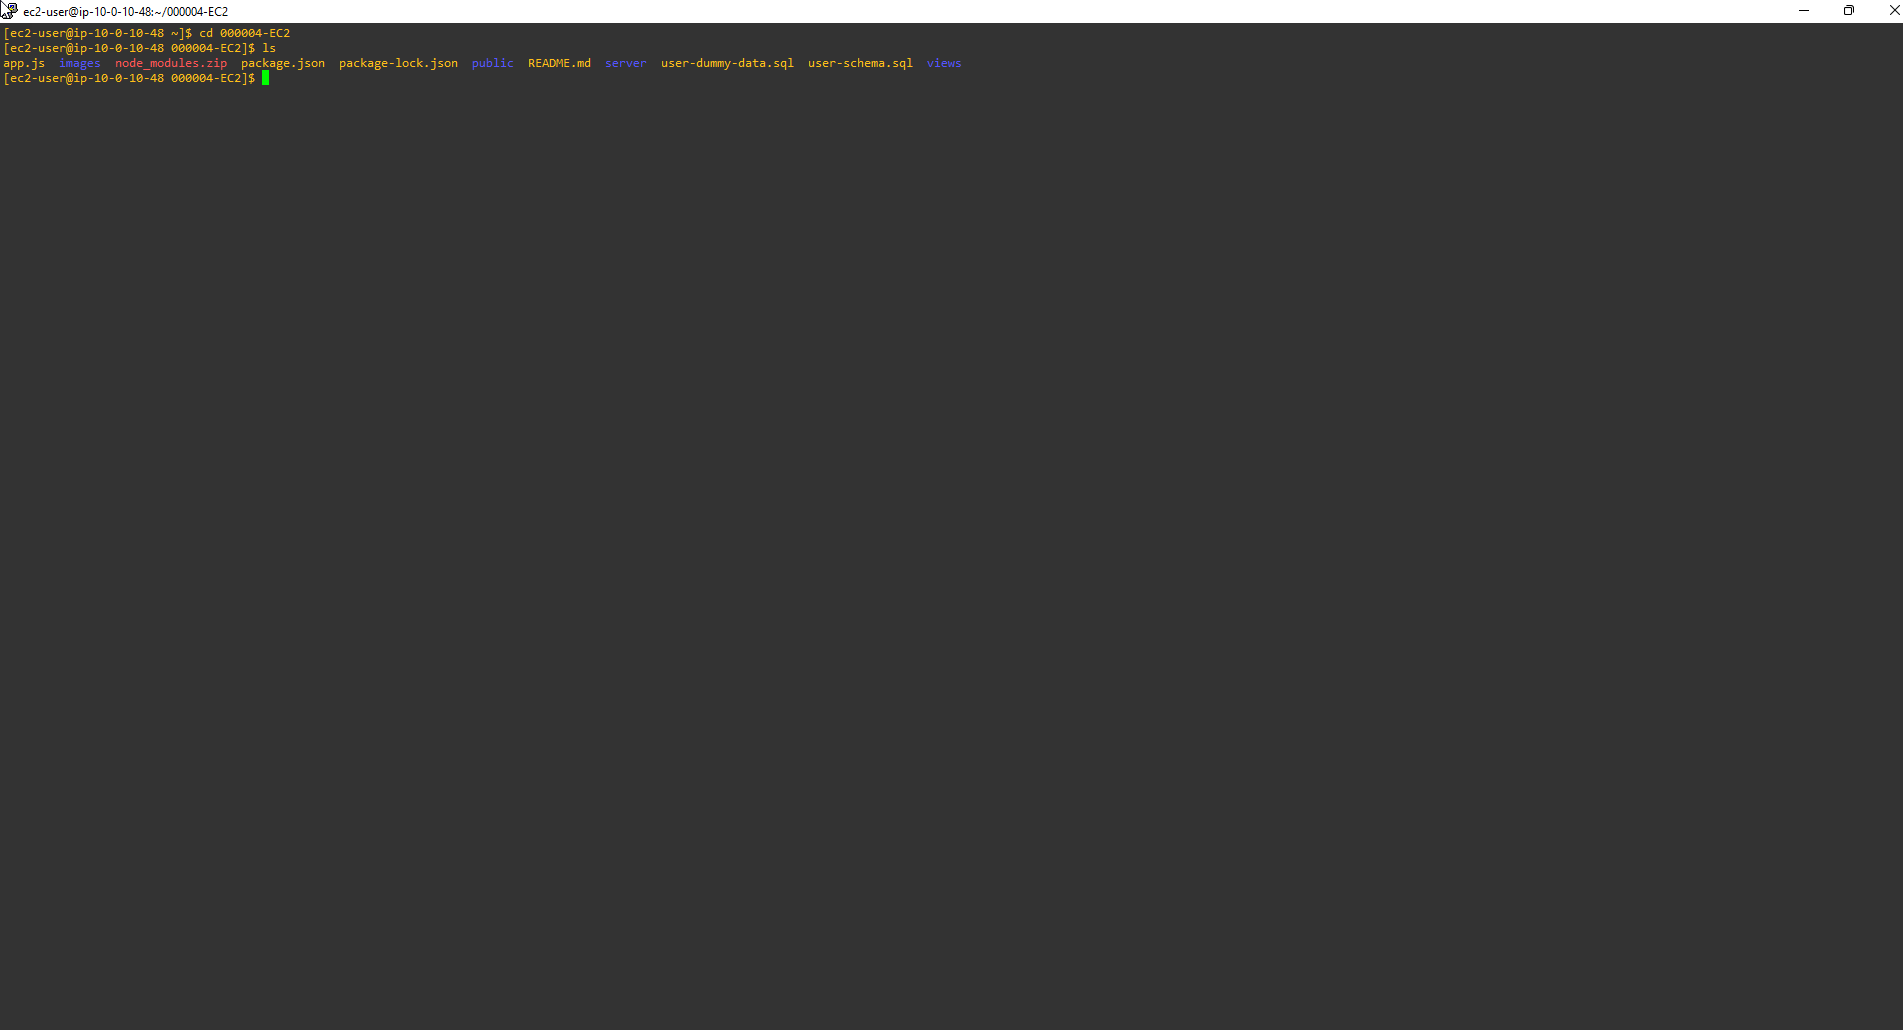 ec2-user@ip-10-0-10-48:~/000004-EC2
[ec2-user@ip-10-0-10-48 ~]$ cd 000004-EC2
[ec2-user@ip-10-0-10-48 000004-EC2]$ ls
app.js  images  node_modules.zip  package.json  package-lock.json  public  README.md  server  user-dummy-data.sql  user-schema.sql  views
[ec2-user@ip-10-0-10-48 000004-EC2]$